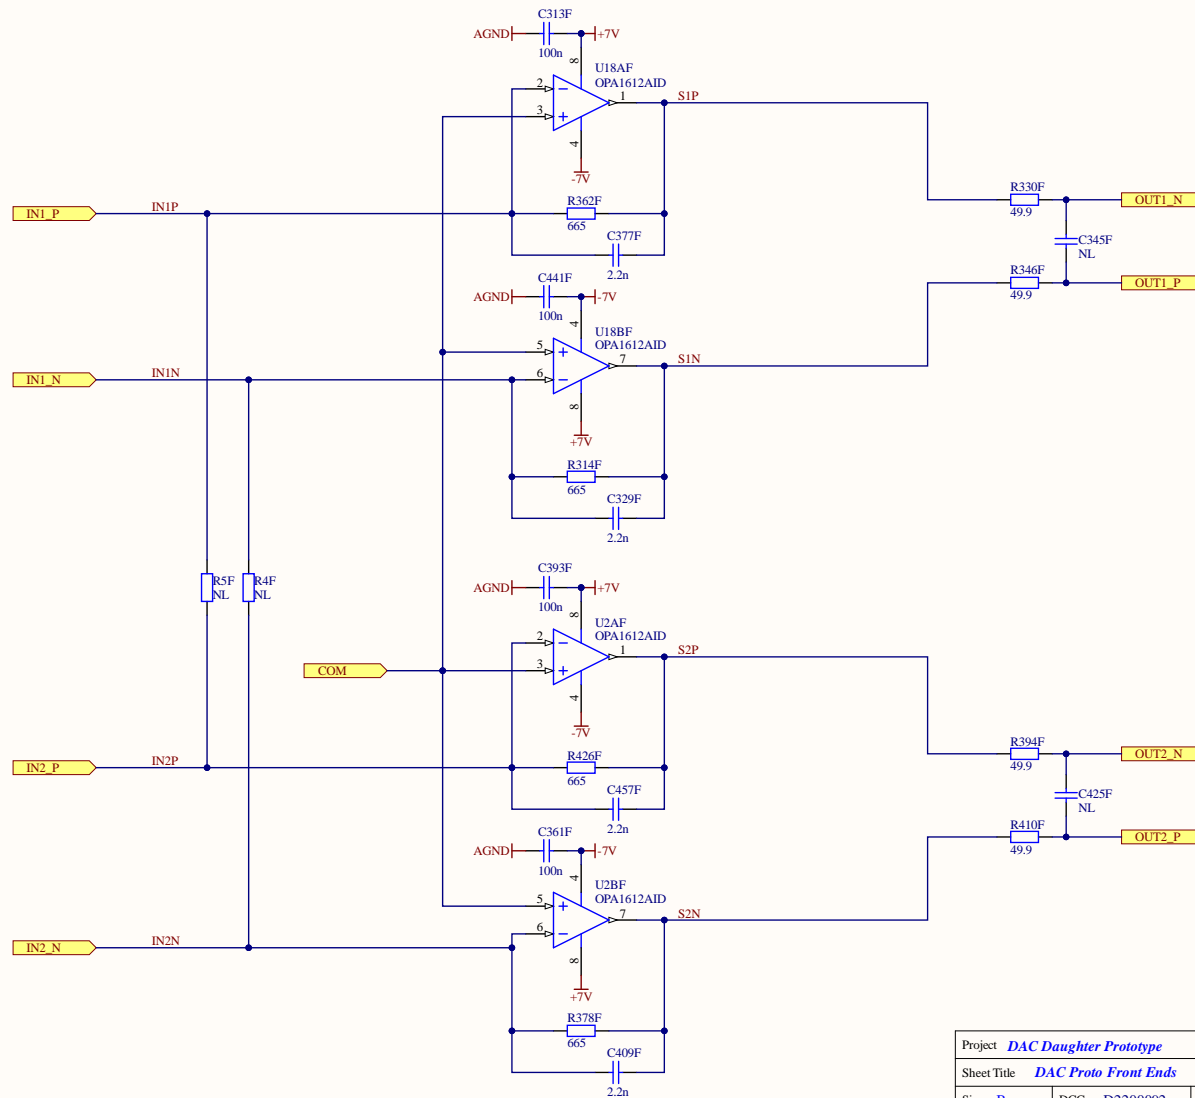 C313F
AGND
+7V
100n
8
U18AF
OPA1612AID
2
1
S1P
3
4
-7V
IN1_P
IN1P
R362F
665
C377F
2.2n
R330F
49.9
OUT1_N
C345F
NL
R346F
49.9
OUT1_P
C441F
AGND
-7V
100n
4
U18BF
OPA1612AID
5
7
S1N
6
8
+7V
IN1_N
IN1N
R314F
665
C329F
2.2n
R5F
NL
R4F
NL
C393F
AGND
+7V
100n
8
U2AF
OPA1612AID
2
1
S2P
3
4
-7V
COM
IN2_P
IN2P
R426F
665
C457F
2.2n
R394F
49.9
OUT2_N
C425F
NL
R410F
49.9
OUT2_P
C361F
AGND
-7V
100n
4
U2BF
OPA1612AID
5
7
S2N
6
8
+7V
IN2_N
IN2N
R378F
665
C409F
2.2n
Project DAC Daughter Prototype
Sheet Title DAC Proto Front Ends